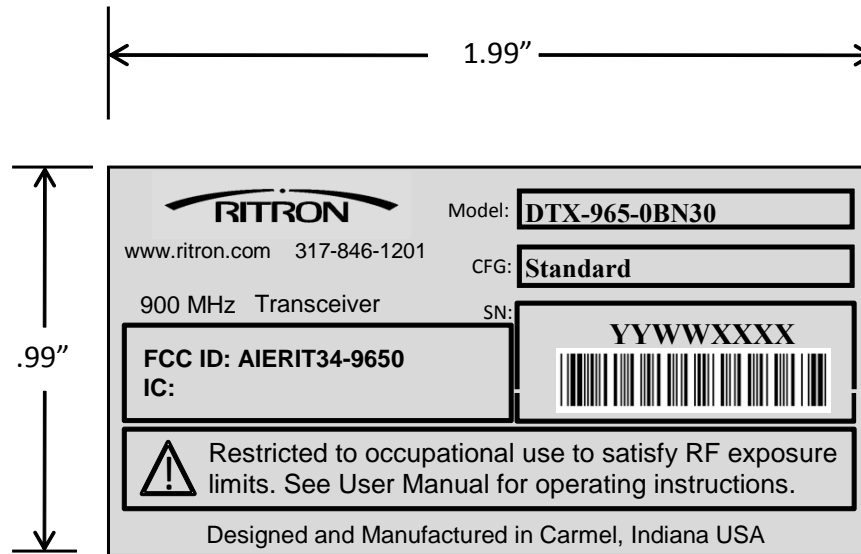 1.99”
.99”
RITRON
www.ritron.com 317-846-1201
900 MHz Transceiver
Model: DTX-965-0BN30
CFG: Standard
SN: YYWWXXXX
FCC ID: AIERIT34-9650
IC:
Restricted to occupational use to satisfy RF exposure
limits. See User Manual for operating instructions.
Designed and Manufactured in Carmel, Indiana USA